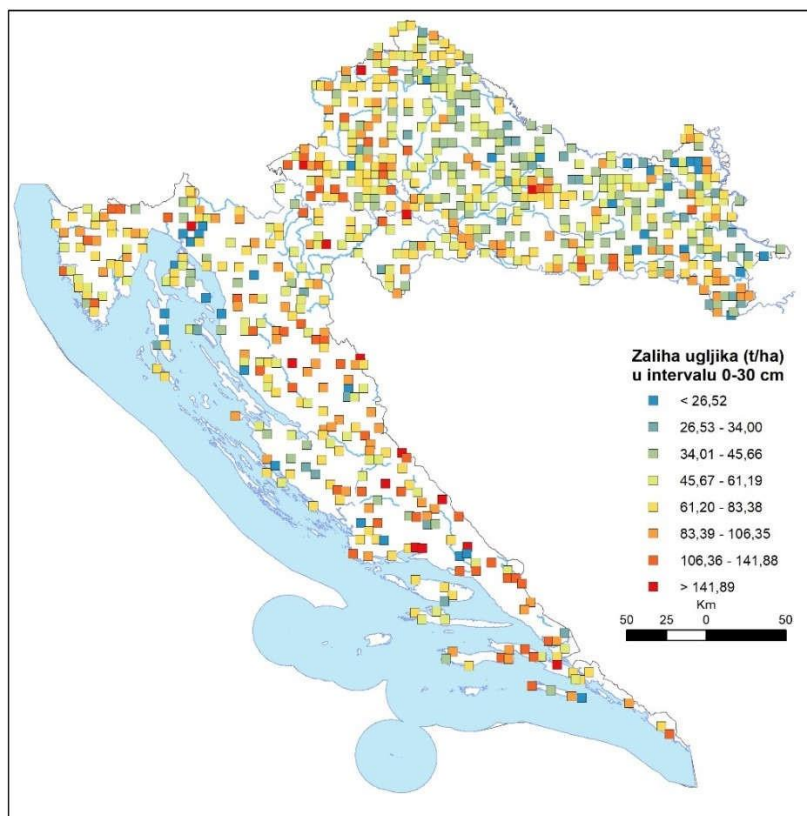 Zaliha ugljika (t/ha)
u intervalu 0-30 cm
< 26,52
26,53 - 34,00
34,01 - 45,66
45,67 - 61,19
61,20 - 83,38
83,39 - 106,35
106,36 - 141,88
> 141,89
Km
50 25 0 50